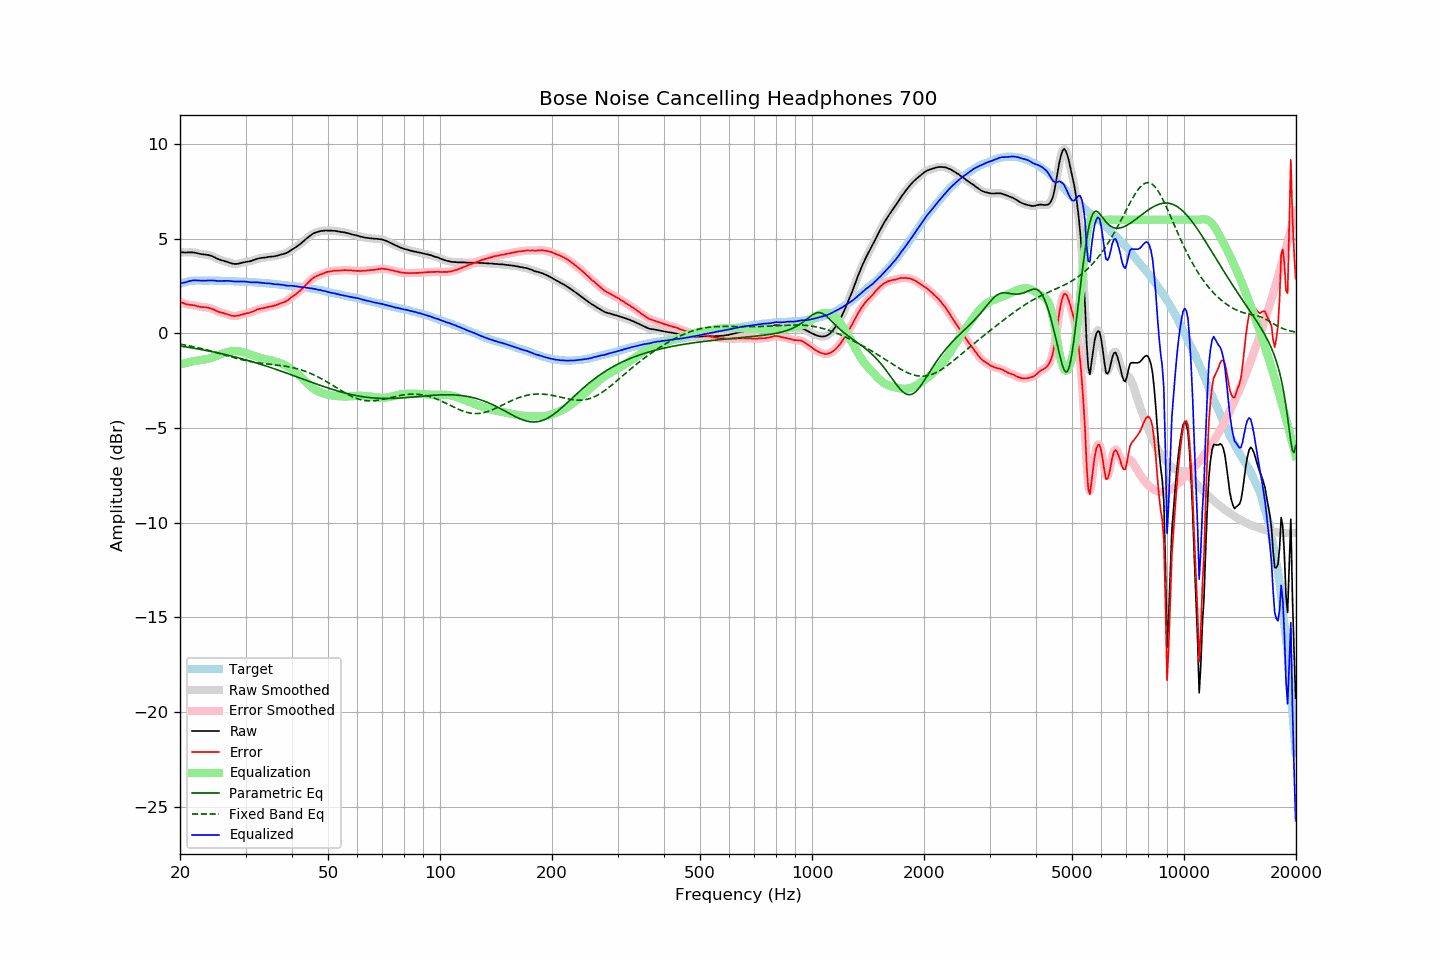 Bose Noise Cancelling Headphones 700
Amplitude (dBr)
10
5
0
−5
−10
−15
−20
−25
Target
Raw Smoothed
Error Smoothed
Raw
Error
Equalization
Parametric Eq
Fixed Band Eq
Equalized
20 50 100 200 500 1000 2000 5000 10000 20000
Frequency (Hz)